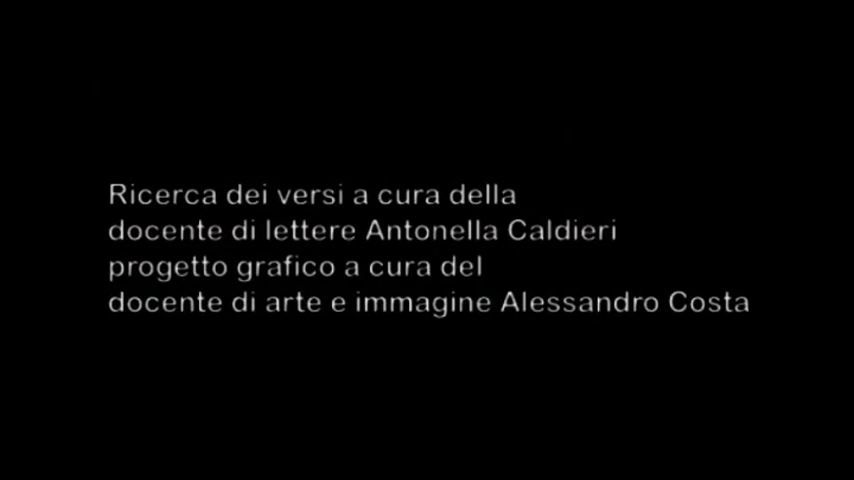 Ricerca dei versi a cura della
docente di lettere Antonella Caldieri
progetto grafico a cura del
docente di arte e immagine Alessandro Costa